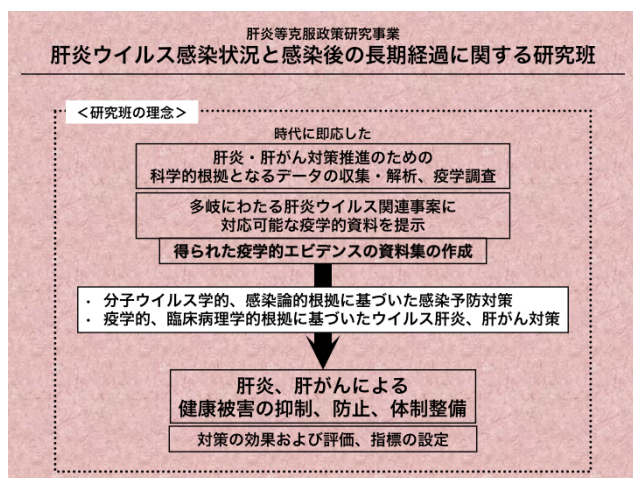 肝炎等克服政策研究事業
肝炎ウイルス感染状況と感染後の長期経過に関する研究班
＜研究班の理念＞
時代に即応した
肝炎・肝がん対策推進のための
科学的根拠となるデータの収集・解析、疫学調査
多岐にわたる肝炎ウイルス関連事案に
対応可能な疫学的資料を提示
得られた疫学的エビデンスの資料集の作成
・ 分子ウイルス学的、感染論的根拠に基づいた感染予防対策
・ 疫学的、臨床病理学的根拠に基づいたウイルス肝炎、肝がん対策
肝炎、肝がんによる
健康被害の抑制、防止、体制整備
対策の効果および評価、指標の設定